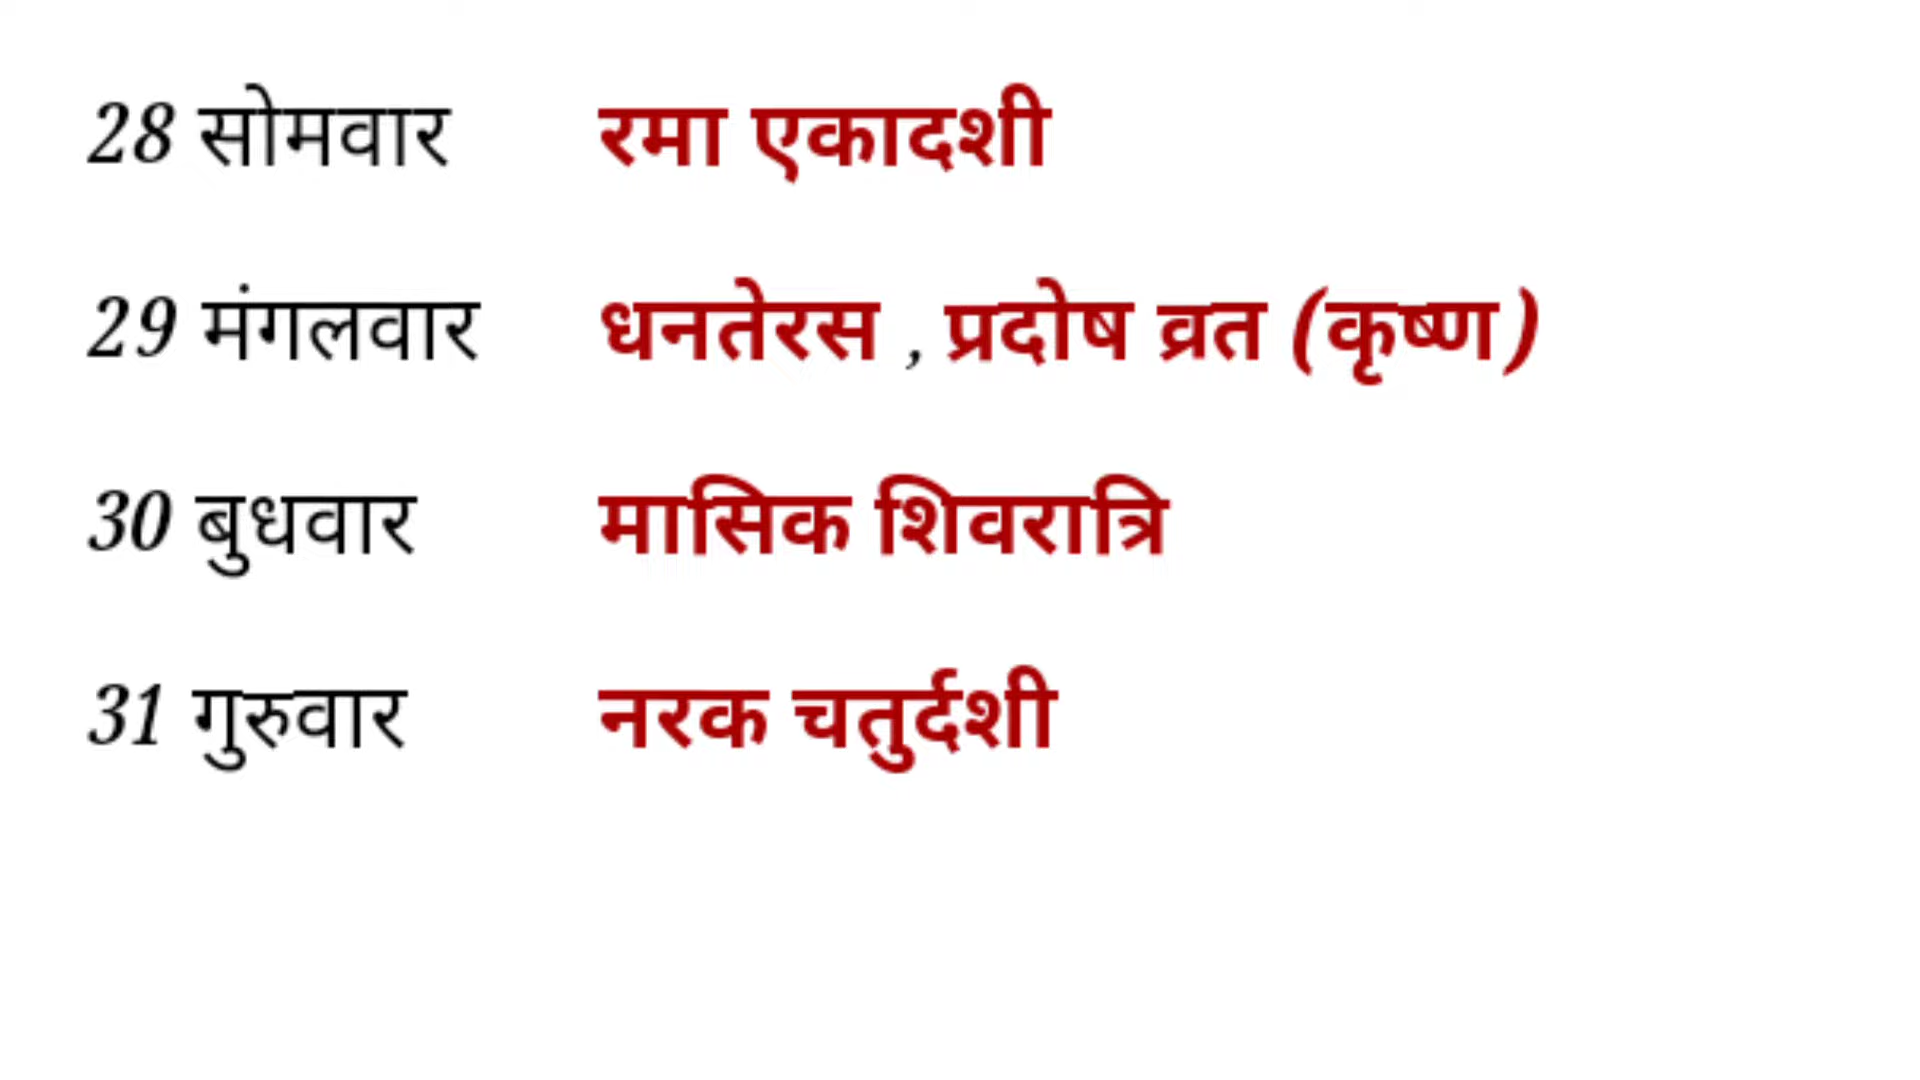 28 सोमवार रमा एकादशी
29 मंगलवार धनतेरस , प्रदोष व्रत (कृष्ण)
30 बुधवार मासिक शिवरात्रि
31 गुरुवार नरक चतुर्दशी